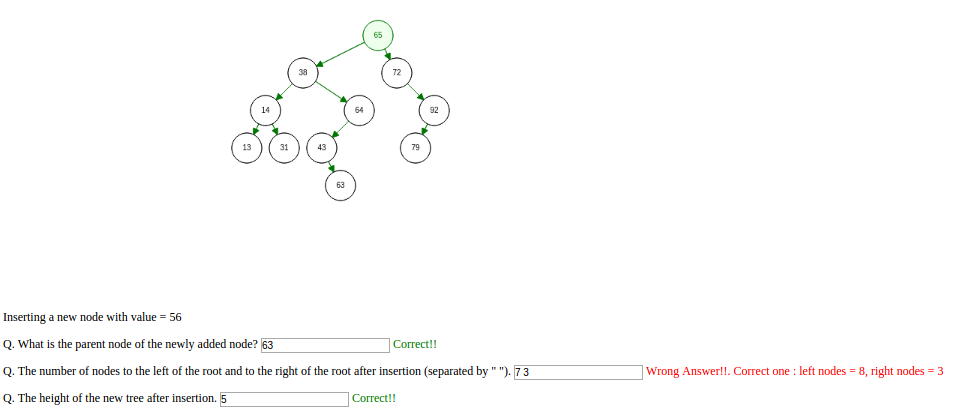 65
38
72
14
64
92
13
31
43
79
63
Inserting a new node with value = 56
Q. What is the parent node of the newly added node? 63 Correct!!
Q. The number of nodes to the left of the root and to the right of the root after insertion (separated by " "). 7 3 Wrong Answer!!. Correct one : left nodes = 8, right nodes = 3
Q. The height of the new tree after insertion. 5 Correct!!